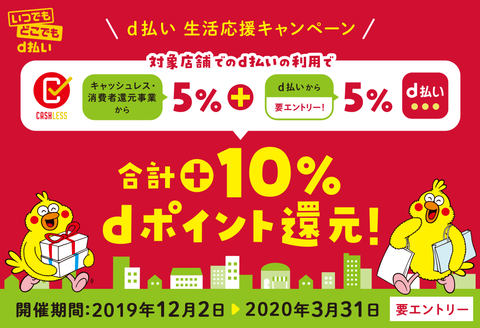 いつでも
どこでも
d払い
d払い 生活応援キャンペーン
対象店舗でのd払いの利用で
CASHLESS
キャッシュレス・
消費者還元事業
から
5%
+
d払いから
要エントリー!
5%
d払い
合計+10%
dポイント還元!
開催期間:2019年12月2日▶2020年3月31日
要エントリー